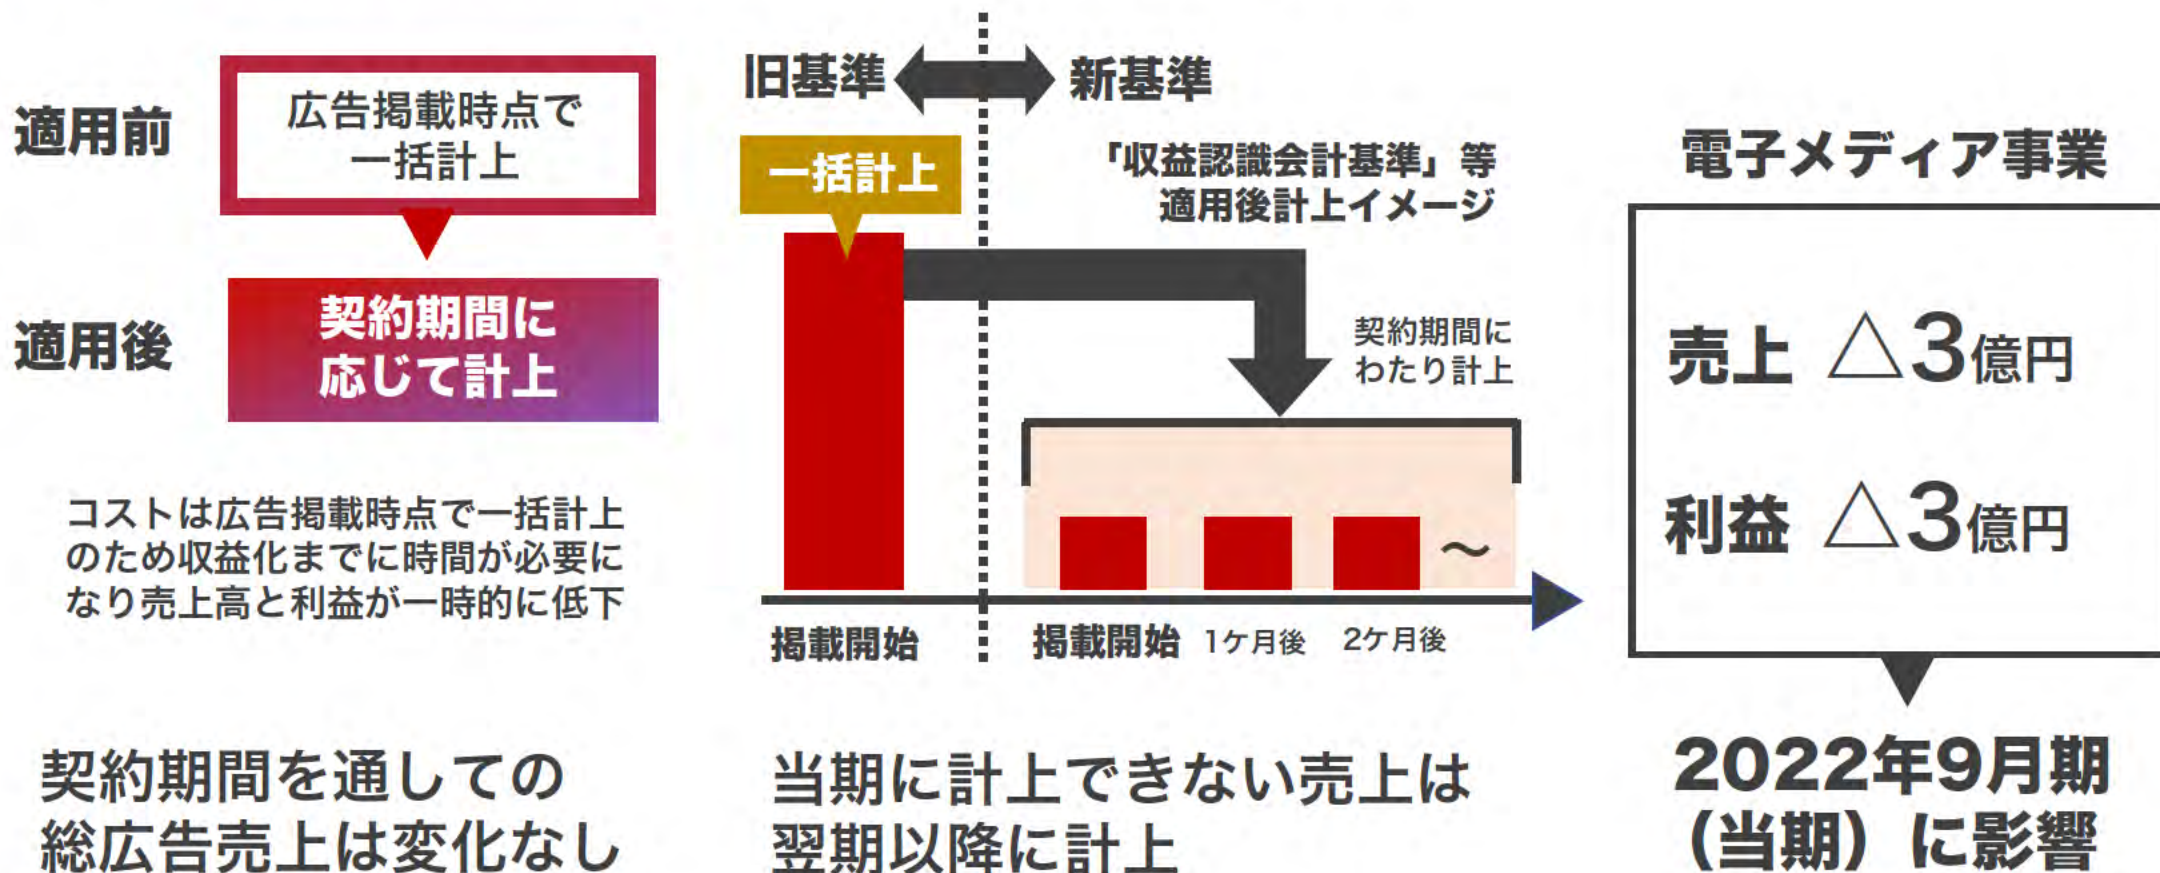 適用前
広告掲載時点で
一括計上
適用後
契約期間に
応じて計上
コストは広告掲載時点で一括計上
のため収益化までに時間が必要に
なり売上高と利益が一時的に低下
契約期間を通しての
総広告売上は変化なし
旧基準
新基準
一括計上
「収益認識会計基準」等
適用後計上イメージ
契約期間に
わたり計上
～
掲載開始
掲載開始 1ケ月後 2ケ月後
当期に計上できない売上は
翌期以降に計上
電子メディア事業
売上 △3億円
利益 △3億円
2022年9月期
（当期）に影響